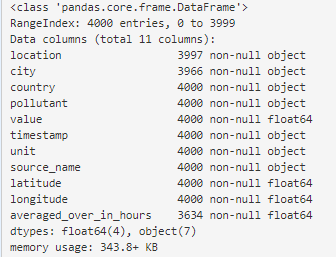 <class 'pandas.core.frame.DataFrame'>
RangeIndex: 4000 entries, 0 to 3999
Data columns (total 11 columns):
location                 3997 non-null object
city                     3966 non-null object
country                  4000 non-null object
pollutant                4000 non-null object
value                    4000 non-null float64
timestamp                4000 non-null object
unit                     4000 non-null object
source_name              4000 non-null object
latitude                 4000 non-null float64
longitude                4000 non-null float64
averaged_over_in_hours   3634 non-null float64
dtypes: float64(4), object(7)
memory usage: 343.8+ KB